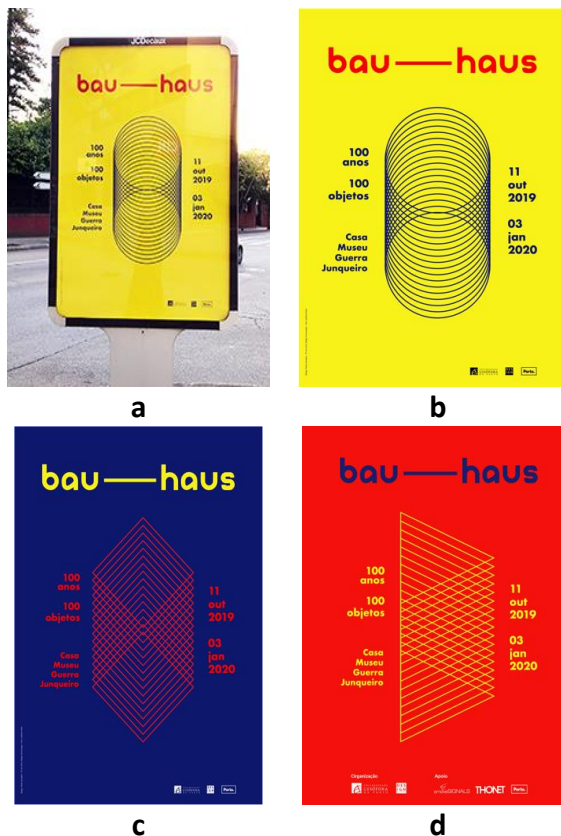 JCDecaux
bau—haus
100
anos
100
objetos
Casa
Museu
Guerra
Junqueiro
11
out
2019
03
jan
2020
Porto.
a
bau—haus
100
anos
100
objetos
Casa
Museu
Guerra
Junqueiro
11
out
2019
03
jan
2020
Porto.
b
bau—haus
100
anos
100
objetos
Casa
Museu
Guerra
Junqueiro
11
out
2019
03
jan
2020
Porto.
c
bau—haus
100
anos
100
objetos
Casa
Museu
Guerra
Junqueiro
11
out
2019
03
jan
2020
Organização
Apoio
LUSÓFONA
THONET
Porto.
d